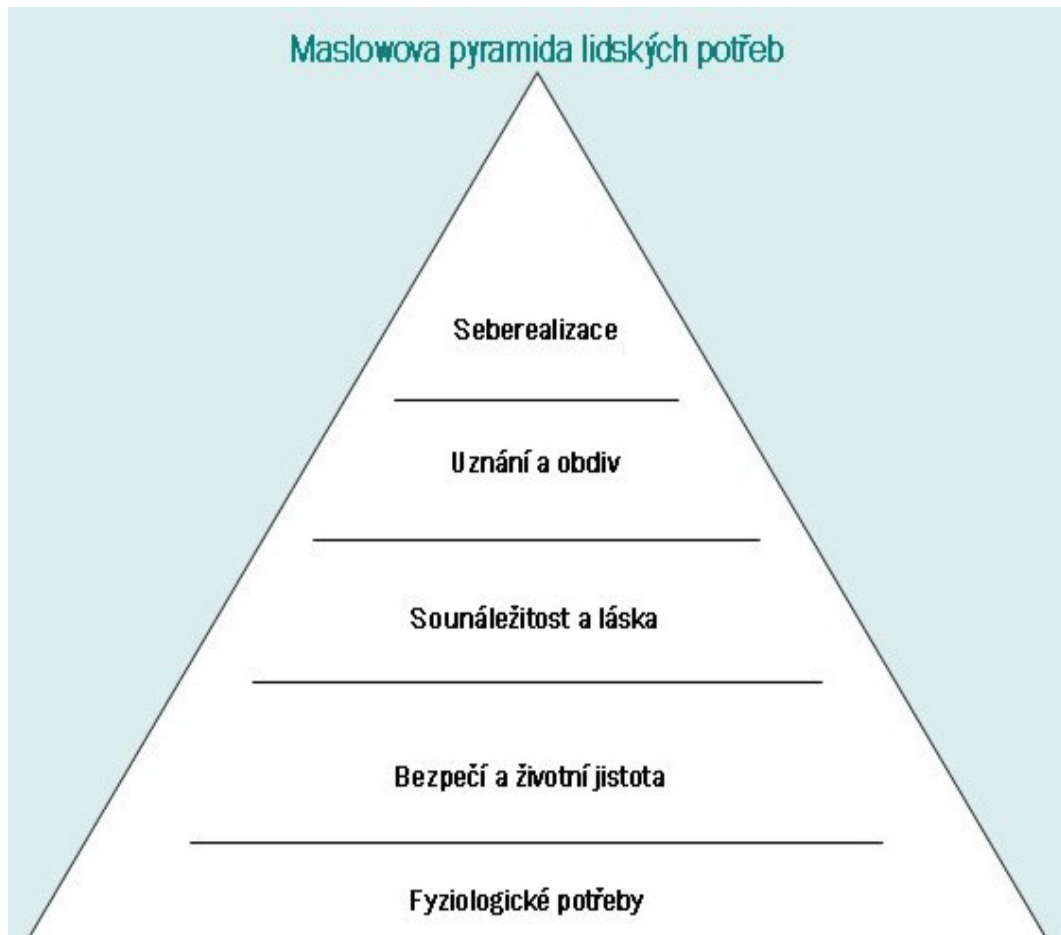 Maslowova pyramida lidských potřeb
Seberealizace
Uznání a obdiv
Sounáležitost a láska
Bezpečí a životní jistota
Fyziologické potřeby